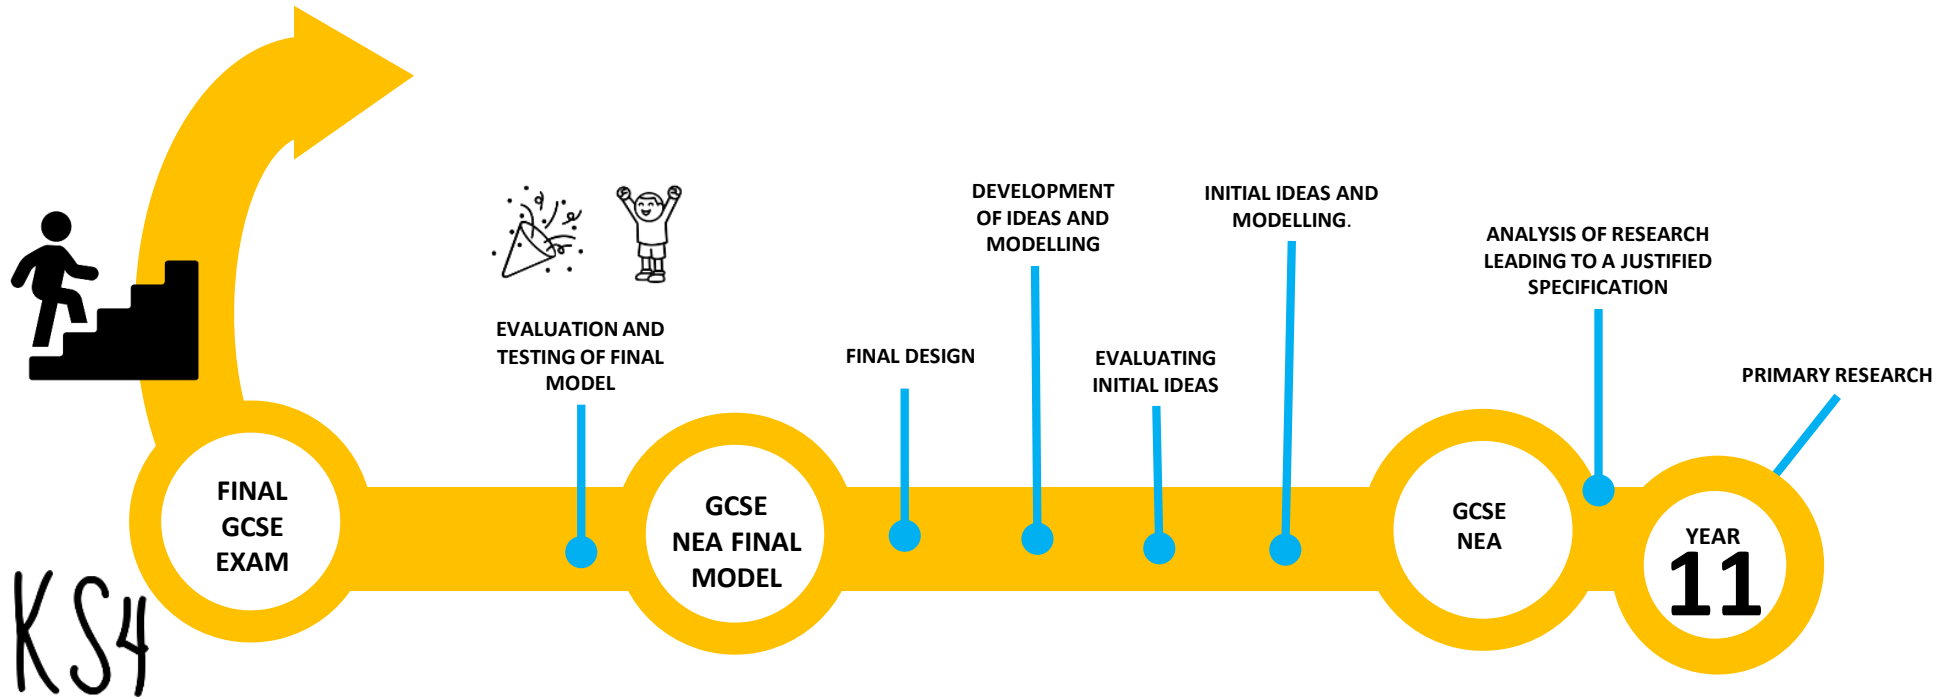 DEVELOPMENT
OF IDEAS AND
MODELLING
INITIAL IDEAS AND
MODELLING.
ANALYSIS OF RESEARCH
LEADING TO A JUSTIFIED
SPECIFICATION
EVALUATION AND
TESTING OF FINAL
MODEL
FINAL DESIGN
EVALUATING
INITIAL IDEAS
PRIMARY RESEARCH
FINAL
GCSE
EXAM
GCSE
NEA FINAL
MODEL
GCSE
NEA
YEAR
11
KS4